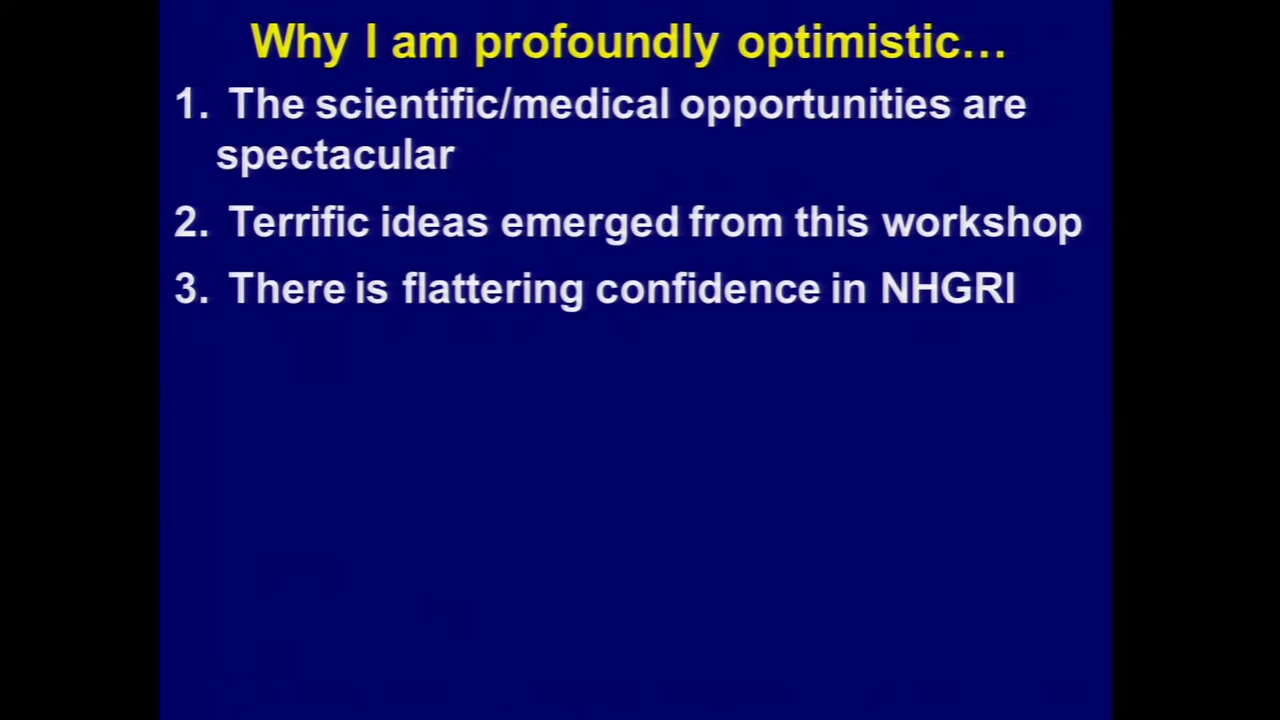 Why I am profoundly optimistic…
1. The scientific/medical opportunities are
spectacular
2. Terrific ideas emerged from this workshop
3. There is flattering confidence in NHGRI